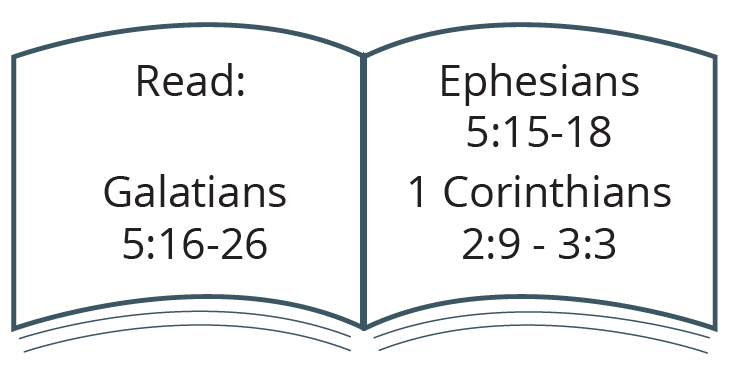 Read:
Galatians
5:16-26
Ephesians
5:15-18
1 Corinthians
2:9 - 3:3